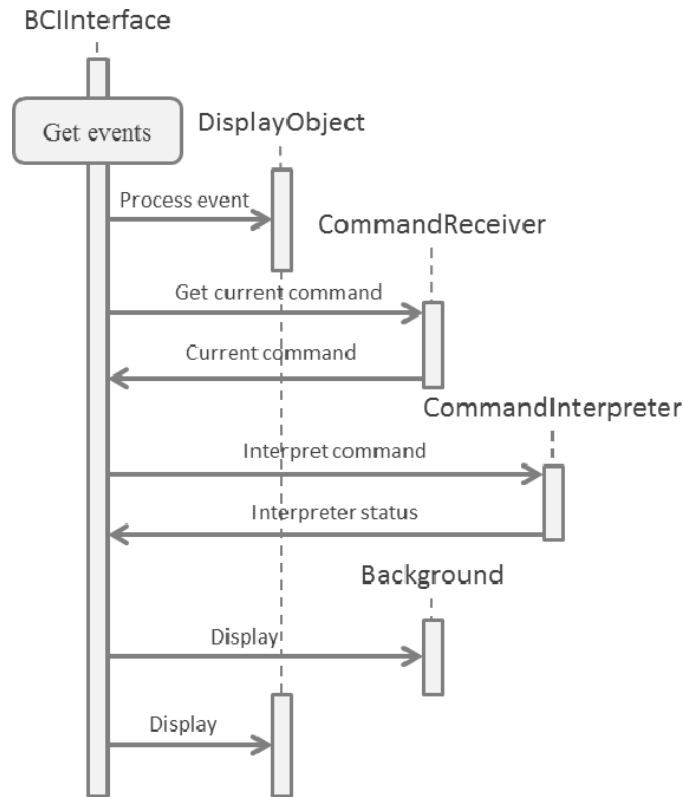 BCIInterface
Get events
DisplayObject
Process event
CommandReceiver
Get current command
Current command
CommandInterpreter
Interpret command
Interpreter status
Background
Display
Display